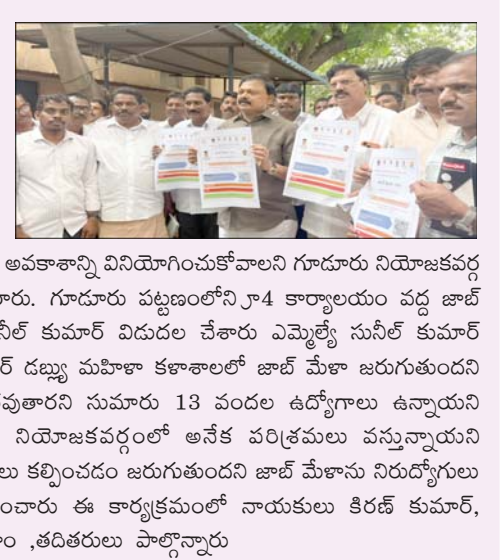 అవకాశాన్ని వినియోగించుకోవాలని గూడూరు నియోజకవర్గ
గూడూరు పట్టణంలోని ్రా4 కార్యాలయం వద్ద జాబ్
కుమార్ విడుదల చేశారు ఎమ్మెల్యే సునీల్ కుమార్
డబ్ల్యు మహిళా కళాశాలలో జాబ్ మేళా జరుగుతుందని
సుమారు 13 వందల ఉద్యోగాలు ఉన్నాయని
నియోజకవర్గంలో అనేక పరిశ్రమలు వస్తున్నాయని
కల్పించడం జరుగుతుందని జాబ్ మేళాను నిరుద్యోగులు
ఈ కార్యక్రమంలో నాయకులు కిరణ్ కుమార్,
,తదితరులు పాల్గొన్నారు